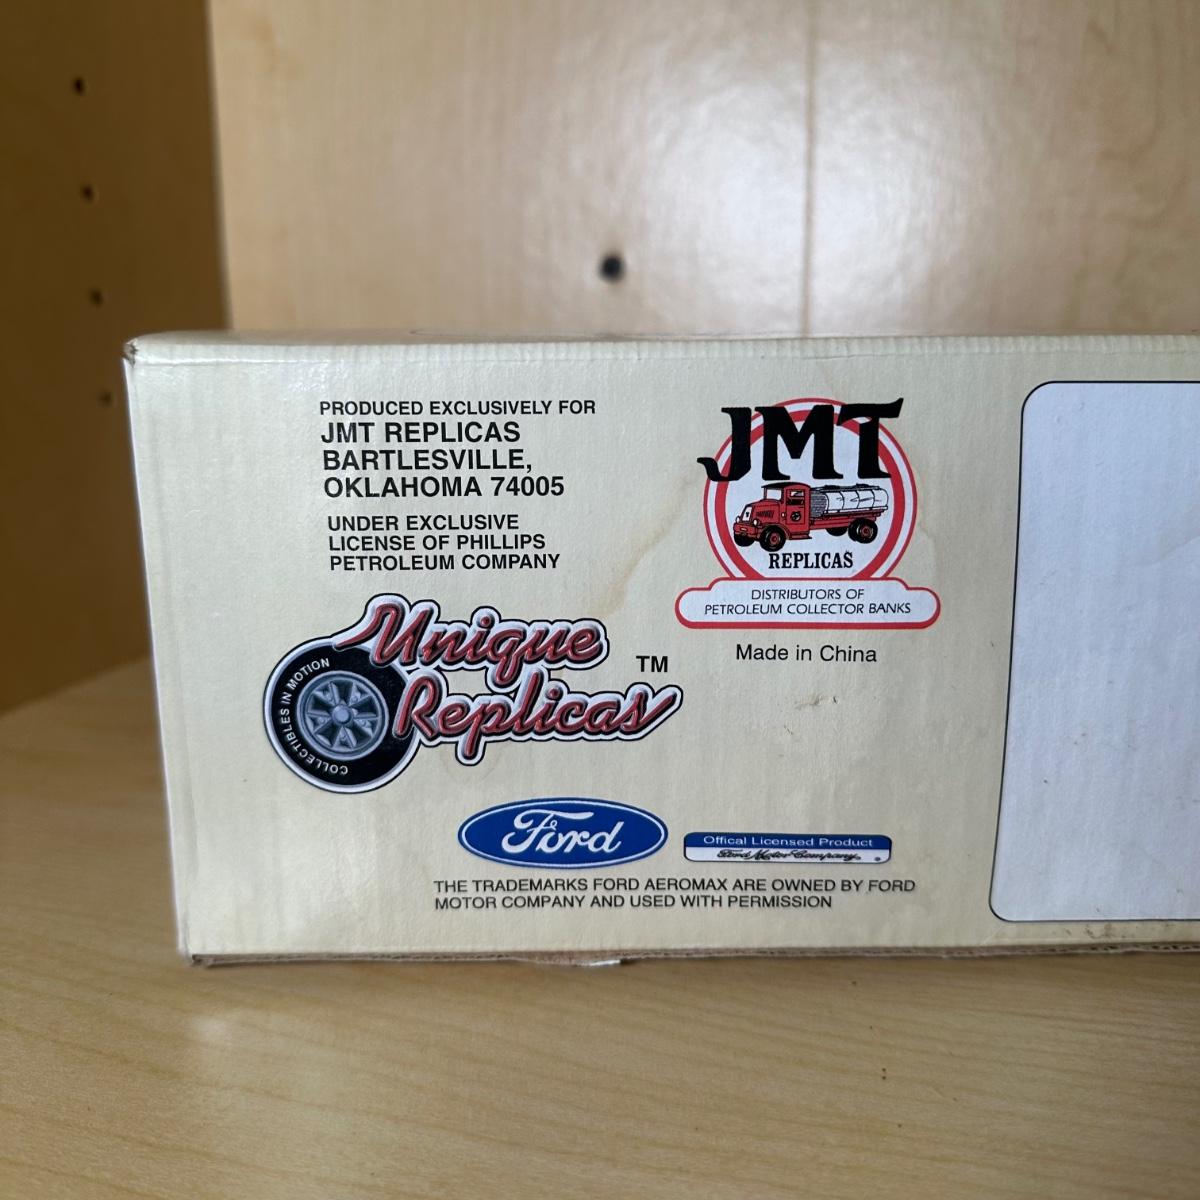 PRODUCED EXCLUSIVELY FOR
JMT REPLICAS
BARTLESVILLE,
OKLAHOMA 74005
UNDER EXCLUSIVE
LICENSE OF PHILLIPS
PETROLEUM COMPANY
JMT
REPLICAS
DISTRIBUTORS OF
PETROLEUM COLLECTOR BANKS
Made in China
Unique
Replicas
TM
COLLECTIBLES IN MOTION
Ford
Offical Licensed Product
Ford Motor Company
THE TRADEMARKS FORD AEROMAX ARE OWNED BY FORD
MOTOR COMPANY AND USED WITH PERMISSION